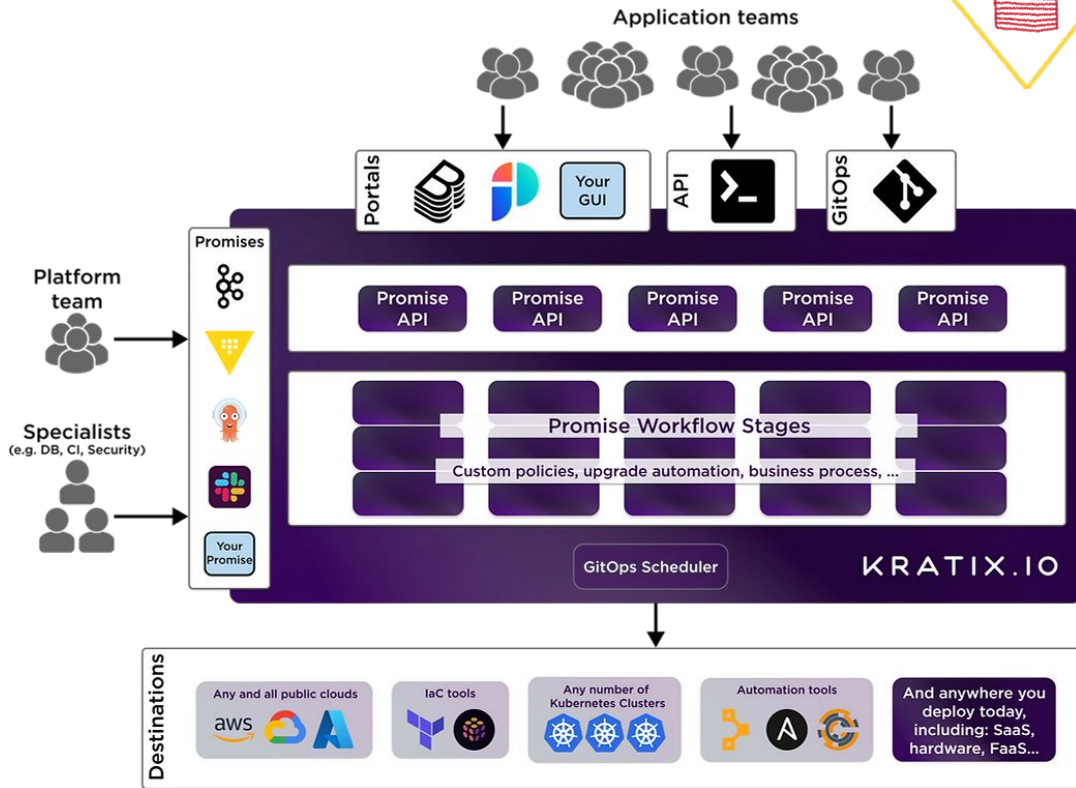 Application teams
Portals
Your
GUI
API
GitOps
Promises
Platform
team
Promise
API
Promise
API
Promise
API
Promise
API
Promise
API
Specialists
(e.g. DB, CI, Security)
Promise Workflow Stages
Custom policies, upgrade automation, business process, ...
Your
Promise
GitOps Scheduler
KRATIX.IO
Destinations
Any and all public clouds
aws
IaC tools
Any number of
Kubernetes Clusters
Automation tools
And anywhere you
deploy today,
including: SaaS,
hardware, FaaS...